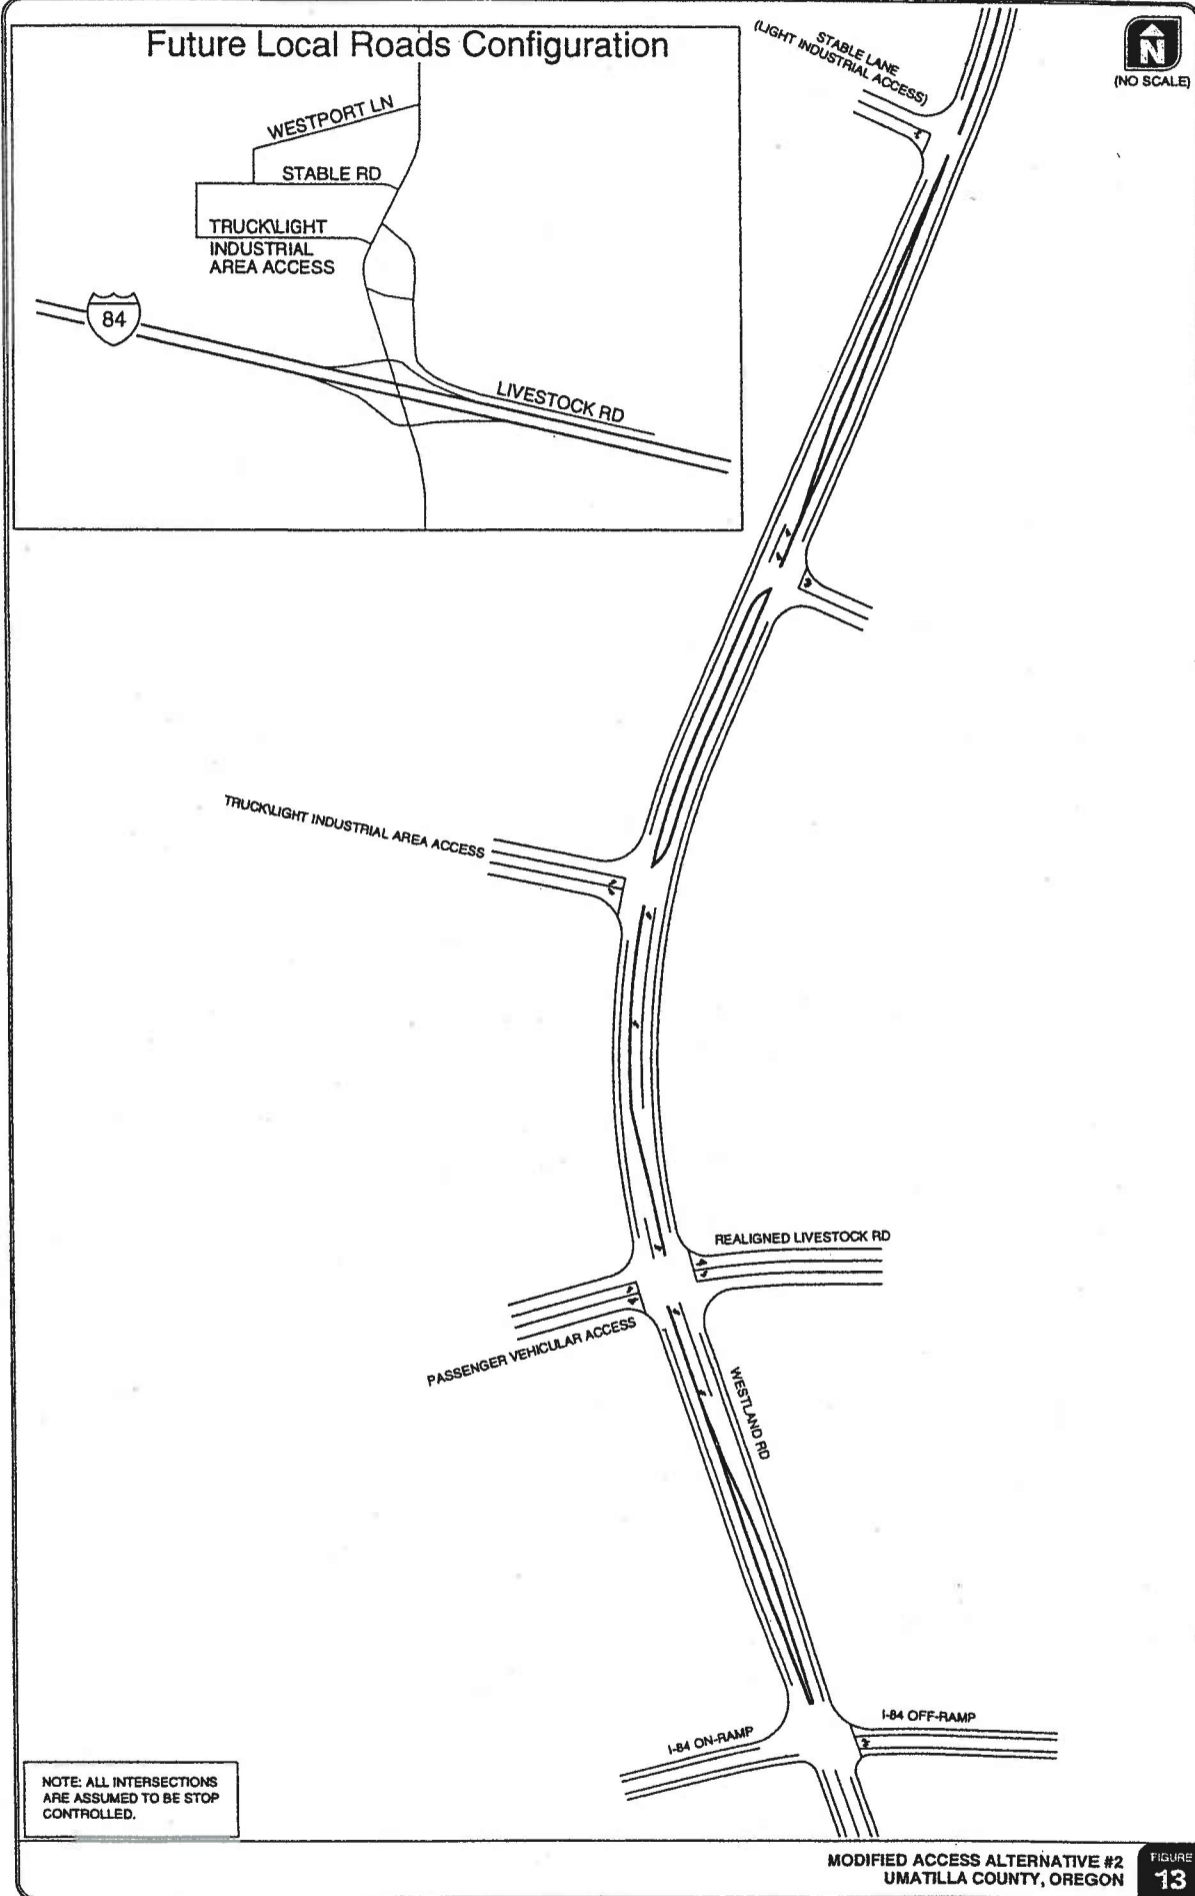 Future Local Roads Configuration
WESTPORT LN
STABLE RD
TRUCK\LIGHT
INDUSTRIAL
AREA ACCESS
84
LIVESTOCK RD
STABLE LANE
(LIGHT INDUSTRIAL ACCESS)
N
(NO SCALE)
TRUCK\LIGHT INDUSTRIAL AREA ACCESS
REALIGNED LIVESTOCK RD
PASSENGER VEHICULAR ACCESS
WESTLAND RD
I-84 OFF-RAMP
I-84 ON-RAMP
NOTE: ALL INTERSECTIONS
ARE ASSUMED TO BE STOP
CONTROLLED.
MODIFIED ACCESS ALTERNATIVE #2
UMATILLA COUNTY, OREGON
FIGURE
13